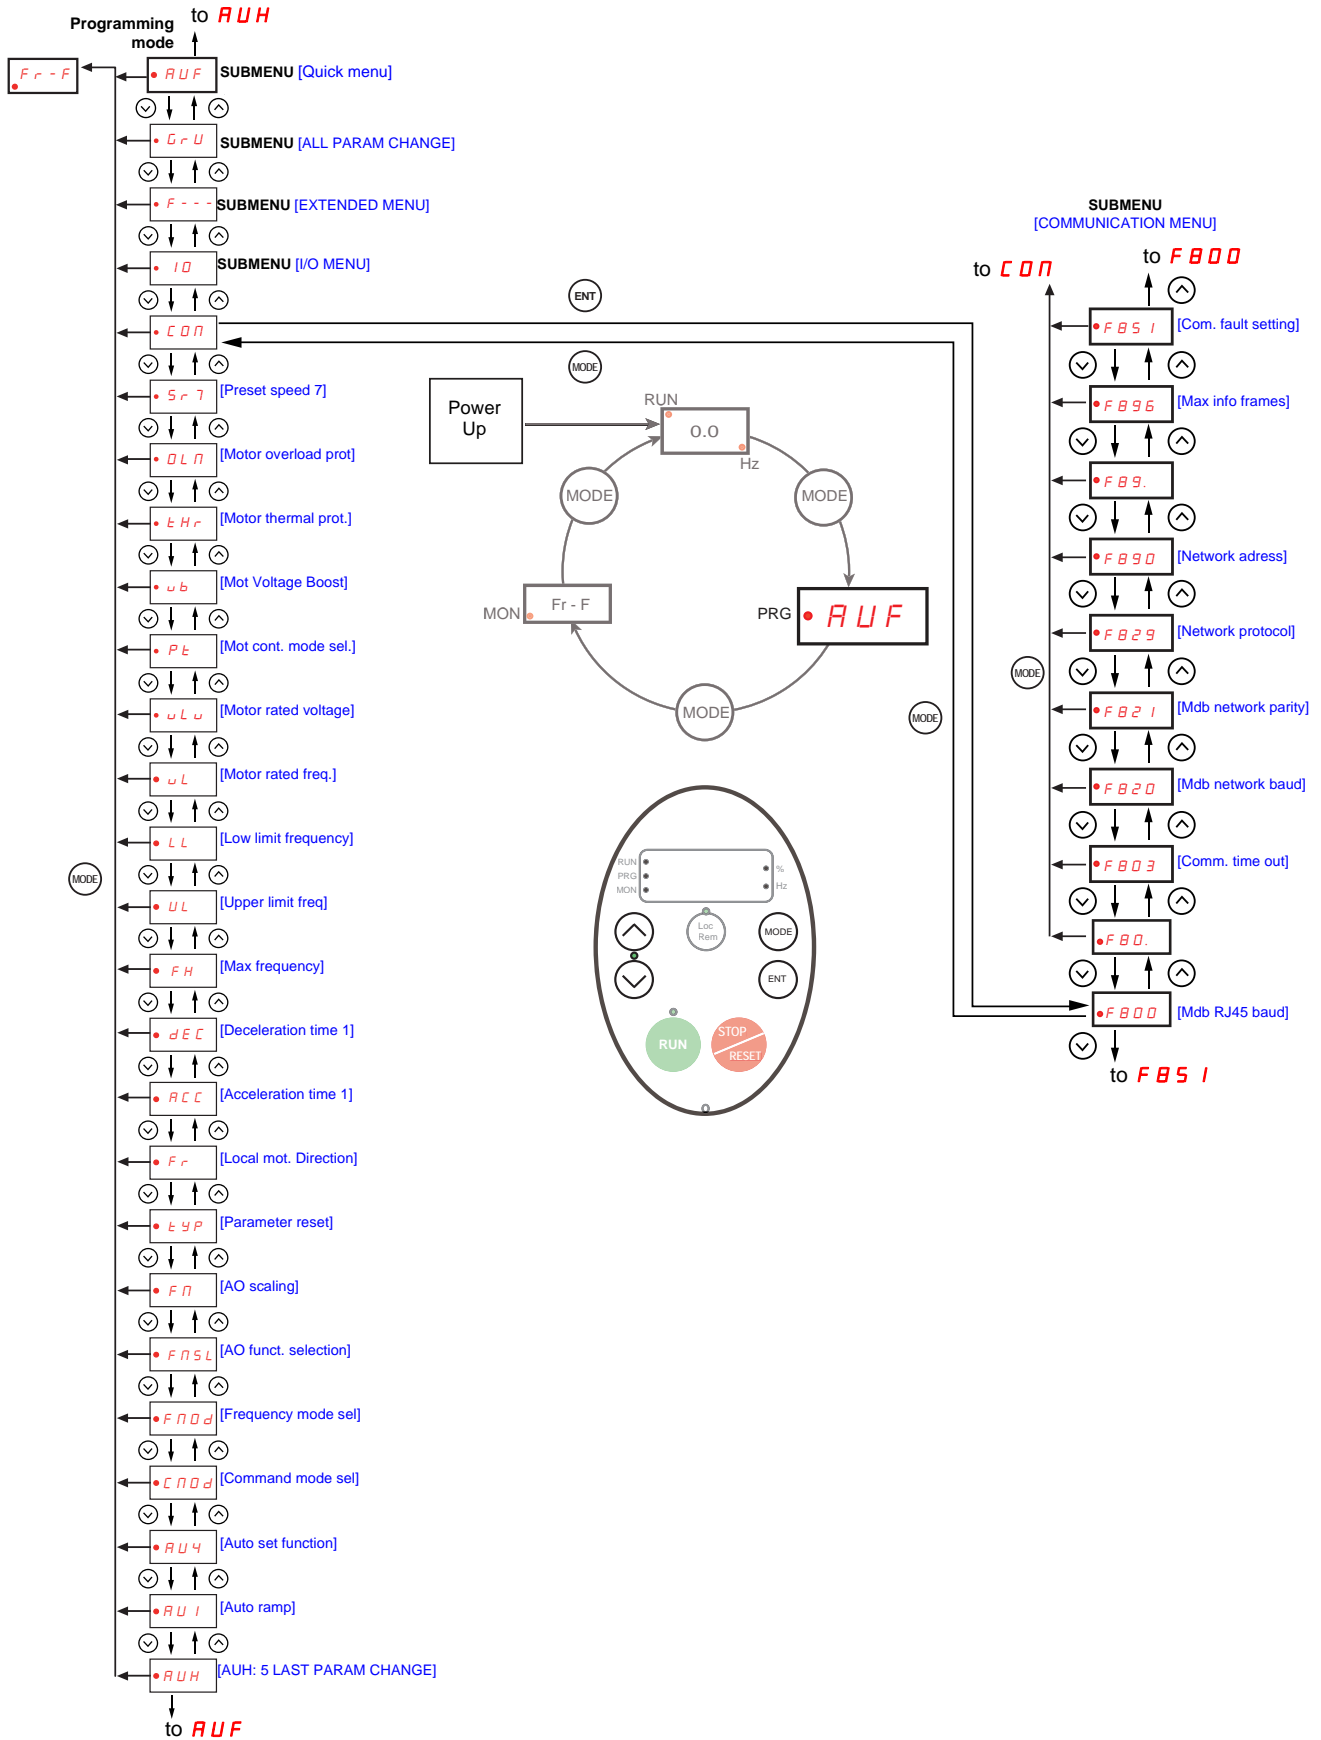 to AUH
Programming
mode
Fr-F
AUF
SUBMENU [Quick menu]
GrU
SUBMENU [ALL PARAM CHANGE]
F---
SUBMENU [EXTENDED MENU]
IO
SUBMENU [I/O MENU]
COM
Sr7
[Preset speed 7]
OLM
[Motor overload prot]
tHr
[Motor thermal prot.]
ub
[Mot Voltage Boost]
Pt
[Mot cont. mode sel.]
uLu
[Motor rated voltage]
uL
[Motor rated freq.]
LL
[Low limit frequency]
MODE
UL
[Upper limit freq]
FH
[Max frequency]
dEC
[Deceleration time 1]
ACC
[Acceleration time 1]
Fr
[Local mot. Direction]
tYP
[Parameter reset]
FM
[AO scaling]
FMSL
[AO funct. selection]
FMOd
[Frequency mode sel]
CMOd
[Command mode sel]
AU4
[Auto set function]
AU1
[Auto ramp]
AUH
[AUH: 5 LAST PARAM CHANGE]
to AUF
ENT
MODE
Power
Up
RUN
0.0
Hz
MODE
MODE
MON
Fr - F
PRG
AUF
MODE
MODE
RUN
PRG
MON
%
Hz
Loc
Rem
MODE
ENT
RUN
STOP
RESET
SUBMENU
[COMMUNICATION MENU]
to COM
to F800
F851
[Com. fault setting]
F896
[Max info frames]
F89.
F890
[Network adress]
F829
[Network protocol]
MODE
F821
[Mdb network parity]
F820
[Mdb network baud]
F803
[Comm. time out]
F80.
F800
[Mdb RJ45 baud]
to F851